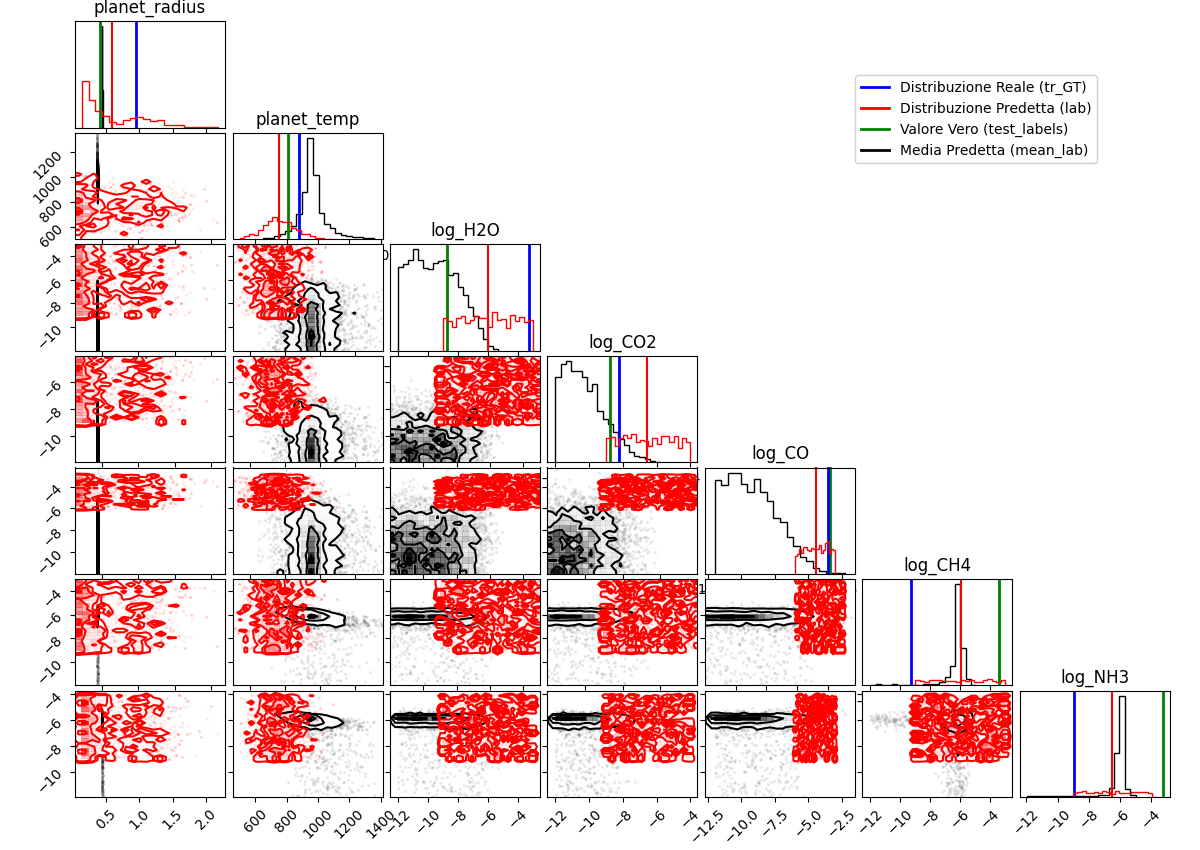 planet_radius
planet_temp
Distribuzione Reale (tr_GT)
Distribuzione Predetta (lab)
Valore Vero (test_labels)
Media Predetta (mean_lab)
1200
1000
800
600
log_H2O
0
−4
−6
−8
−10
log_CO2
−6
−8
−10
log_CO
−4
−6
−8
−10
log_CH4
1
−4
−6
−8
−10
log_NH3
−4
−6
−8
−10
0.5 1.0 1.5 2.0
600 800 1000 1200 1400
−12 −10 −8 −6 −4
−12 −10 −8 −6 −4
−12.5 −10.0 −7.5 −5.0 −2.5
−12 −10 −8 −6 −4
−12 −10 −8 −6 −4